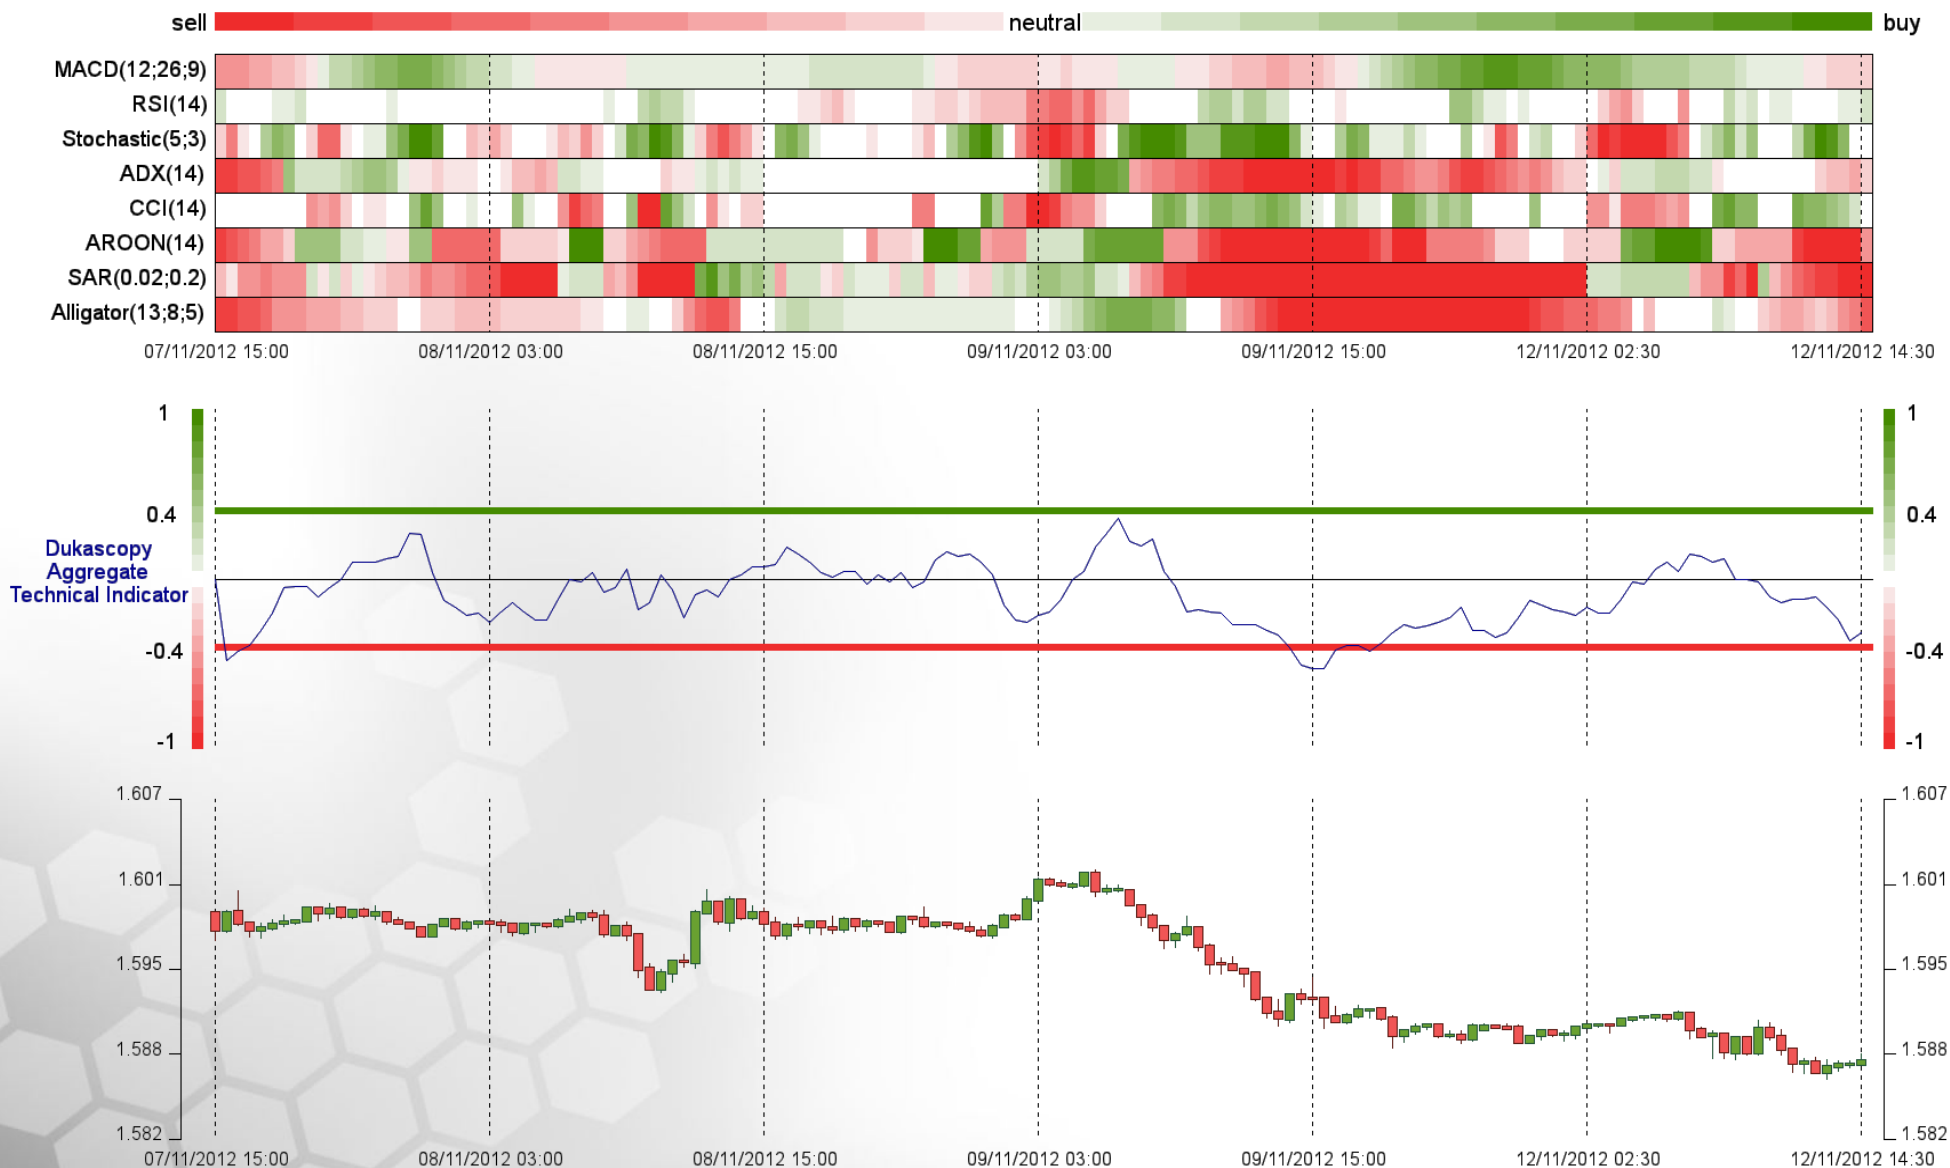 sell neutral buy
MACD(12;26;9)
RSI(14)
Stochastic(5;3)
ADX(14)
CCI(14)
AROON(14)
SAR(0.02;0.2)
Alligator(13;8;5)
07/11/2012 15:00 08/11/2012 03:00 08/11/2012 15:00 09/11/2012 03:00 09/11/2012 15:00 12/11/2012 02:30 12/11/2012 14:30
1 1
0.4 0.4
Dukascopy
Aggregate
Technical Indicator
-0.4 -0.4
-1 -1
1.607 1.607
1.601 1.601
1.595 1.595
1.588 1.588
1.582 1.582
07/11/2012 15:00 08/11/2012 03:00 08/11/2012 15:00 09/11/2012 03:00 09/11/2012 15:00 12/11/2012 02:30 12/11/2012 14:30